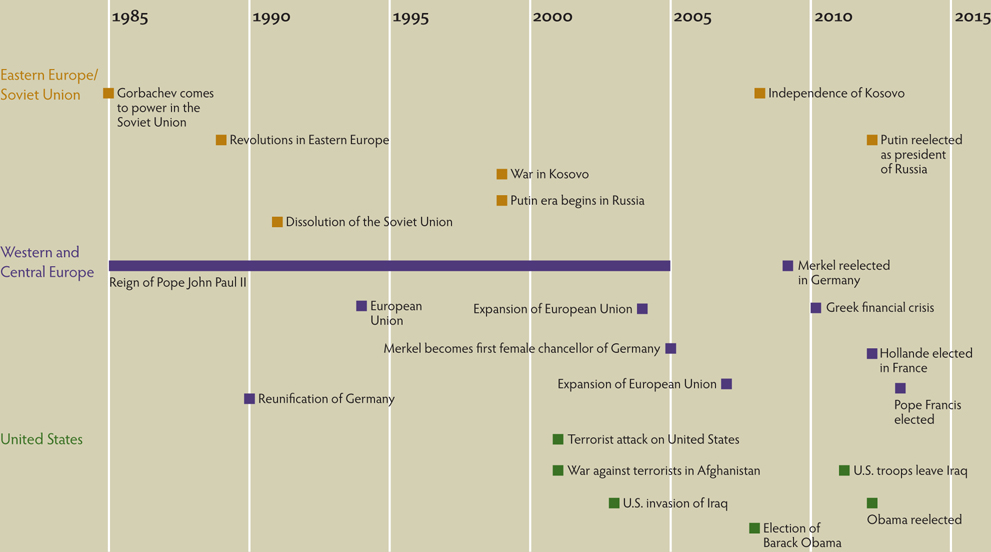 1985 1990 1995 2000 2005 2010 2015
Eastern Europe/
Soviet Union
Gorbachev comes
to power in the
Soviet Union
Independence of Kosovo
Revolutions in Eastern Europe
Putin reelected
as president
of Russia
War in Kosovo
Putin era begins in Russia
Dissolution of the Soviet Union
Western and
Central Europe
Reign of Pope John Paul II
Merkel reelected
in Germany
European
Union
Expansion of European Union
Greek financial crisis
Merkel becomes first female chancellor of Germany
Hollande elected
in France
Expansion of European Union
Pope Francis
elected
Reunification of Germany
United States
Terrorist attack on United States
War against terrorists in Afghanistan
U.S. troops leave Iraq
U.S. invasion of Iraq
Obama reelected
Election of
Barack Obama